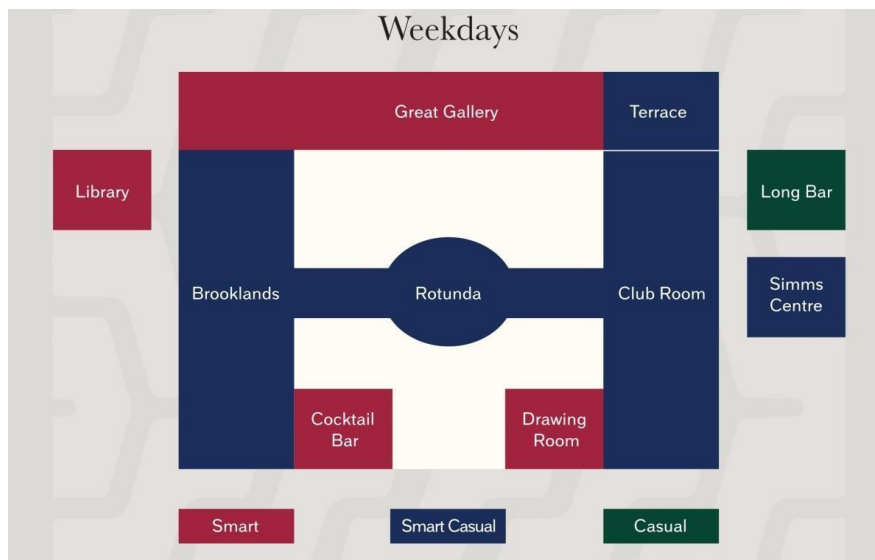 Weekdays
Great Gallery
Terrace
Library
Long Bar
Brooklands
Rotunda
Club Room
Simms
Centre
Cocktail
Bar
Drawing
Room
Smart
Smart Casual
Casual